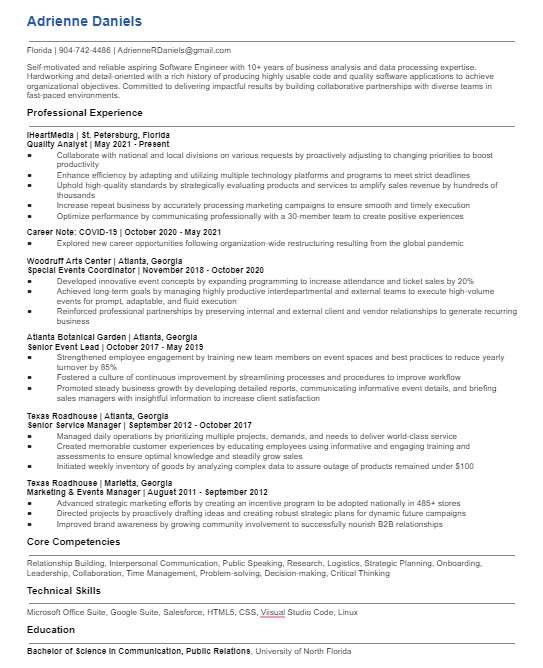 Adrienne Daniels
Florida | 904-742-4486 | AdrienneRDaniels@gmail.com
Self-motivated and reliable aspiring Software Engineer with 10+ years of business analysis and data processing expertise.
Hardworking and detail-oriented with a rich history of producing highly usable code and quality software applications to achieve
organizational objectives. Committed to delivering impactful results by building collaborative partnerships with diverse teams in
fast-paced environments.
Professional Experience
iHeartMedia | St. Petersburg, Florida
Quality Analyst | May 2021 - Present
• Collaborate with national and local divisions on various requests by proactively adjusting to changing priorities to boost
productivity
• Enhance efficiency by adapting and utilizing multiple technology platforms and programs to meet strict deadlines
• Uphold high-quality standards by strategically evaluating products and services to amplify sales revenue by hundreds of
thousands
• Increase repeat business by accurately processing marketing campaigns to ensure smooth and timely execution
• Optimize performance by communicating professionally with a 30-member team to create positive experiences
Career Note: COVID-19 | October 2020 - May 2021
• Explored new career opportunities following organization-wide restructuring resulting from the global pandemic
Woodruff Arts Center | Atlanta, Georgia
Special Events Coordinator | November 2018 - October 2020
• Developed innovative event concepts by expanding programming to increase attendance and ticket sales by 20%
• Achieved long-term goals by managing highly productive interdepartmental and external teams to execute high-volume
events for prompt, adaptable, and fluid execution
• Reinforced professional partnerships by preserving internal and external client and vendor relationships to generate recurring
business
Atlanta Botanical Garden | Atlanta, Georgia
Senior Event Lead | October 2017 - May 2019
• Strengthened employee engagement by training new team members on event spaces and best practices to reduce yearly
turnover by 85%
• Fostered a culture of continuous improvement by streamlining processes and procedures to improve workflow
• Promoted steady business growth by developing detailed reports, communicating informative event details, and briefing
sales managers with insightful information to increase client satisfaction
Texas Roadhouse | Atlanta, Georgia
Senior Service Manager | September 2012 - October 2017
• Managed daily operations by prioritizing multiple projects, demands, and needs to deliver world-class service
• Created memorable customer experiences by educating employees using informative and engaging training and
assessments to ensure optimal knowledge and steadily grow sales
• Initiated weekly inventory of goods by analyzing complex data to assure outage of products remained under $100
Texas Roadhouse | Marietta, Georgia
Marketing & Events Manager | August 2011 - September 2012
• Advanced strategic marketing efforts by creating an incentive program to be adopted nationally in 485+ stores
• Directed projects by proactively drafting ideas and creating robust strategic plans for dynamic future campaigns
• Improved brand awareness by growing community involvement to successfully nourish B2B relationships
Core Competencies
Relationship Building, Interpersonal Communication, Public Speaking, Research, Logistics, Strategic Planning, Onboarding,
Leadership, Collaboration, Time Management, Problem-solving, Decision-making, Critical Thinking
Technical Skills
Microsoft Office Suite, Google Suite, Salesforce, HTML5, CSS, Viisual Studio Code, Linux
Education
Bachelor of Science in Communication, Public Relations, University of North Florida